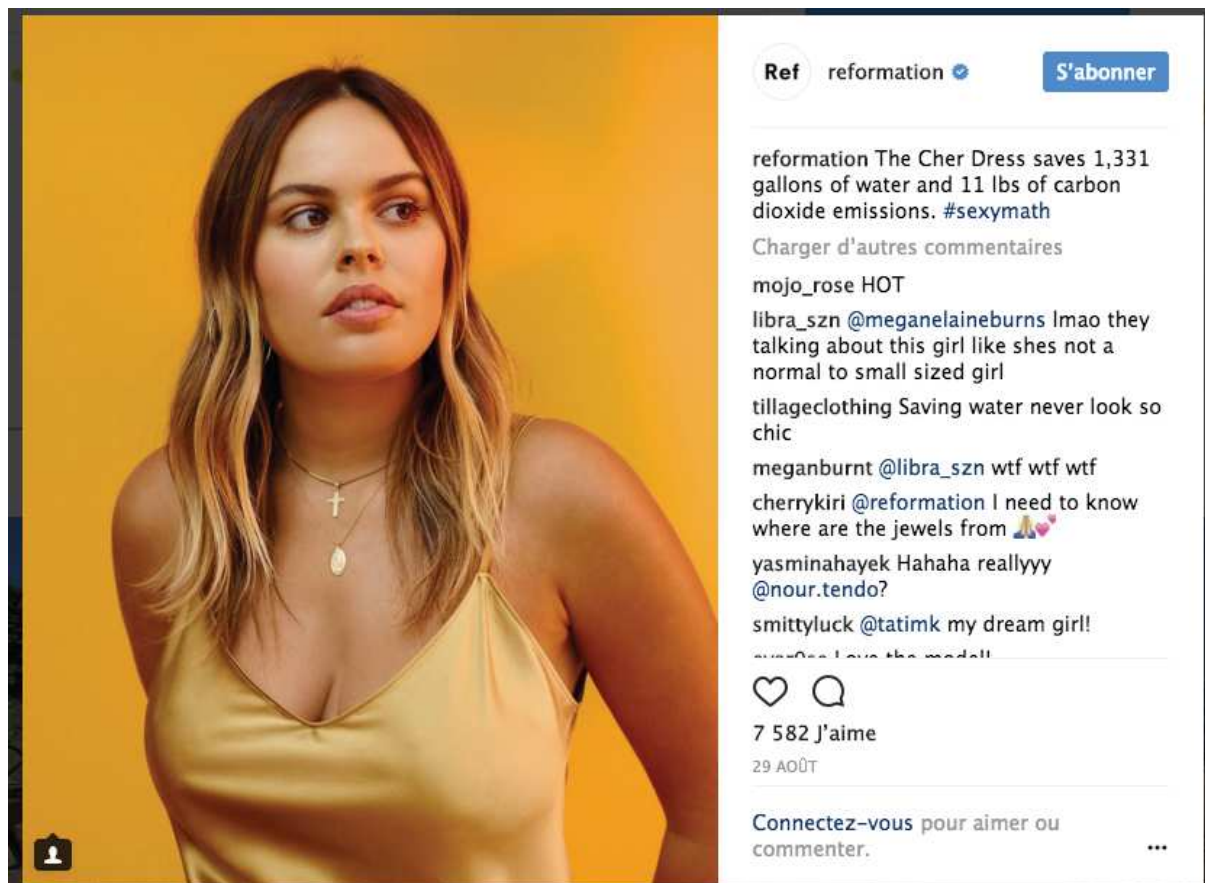 Ref reformation S'abonner
reformation The Cher Dress saves 1,331
gallons of water and 11 lbs of carbon
dioxide emissions. #sexymath
Charger d'autres commentaires
mojo_rose HOT
libra_szn @meganelaineburns lmao they
talking about this girl like shes not a
normal to small sized girl
tillageclothing Saving water never look so
chic
meganburnt @libra_szn wtf wtf wtf
cherrykiri @reformation I need to know
where are the jewels from 🙏💕
yasminahayek Hahaha reallyyy
@nour.tendo?
smittyluck @tatimk my dream girl!
Love the model!
7 582 J'aime
29 AOÛT
Connectez-vous pour aimer ou
commenter.